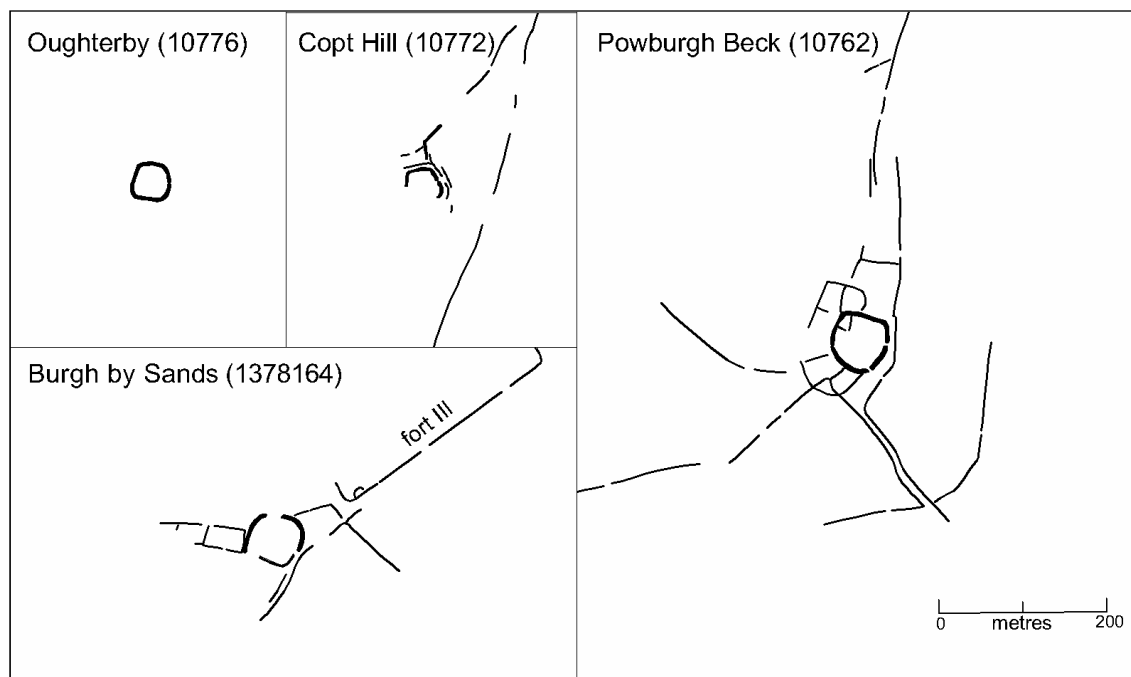 Oughterby (10776)
Copt Hill (10772)
Powburgh Beck (10762)
Burgh by Sands (1378164)
fort III
0 metres 200